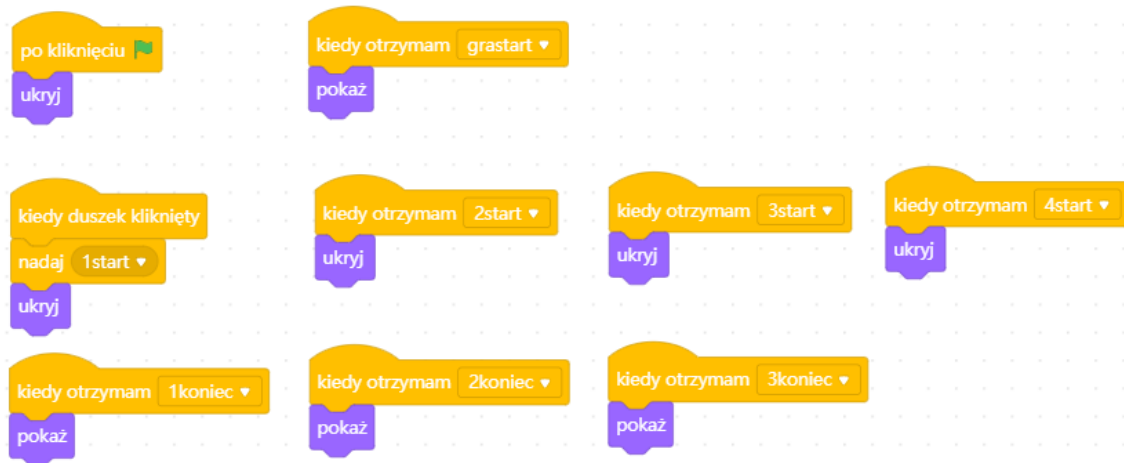 po kliknięciu
ukryj
kiedy otrzymam grastart
pokaż
kiedy duszek kliknięty
nadaj 1start
ukryj
kiedy otrzymam 2start
ukryj
kiedy otrzymam 3start
ukryj
kiedy otrzymam 4start
ukryj
kiedy otrzymam 1koniec
pokaż
kiedy otrzymam 2koniec
pokaż
kiedy otrzymam 3koniec
pokaż